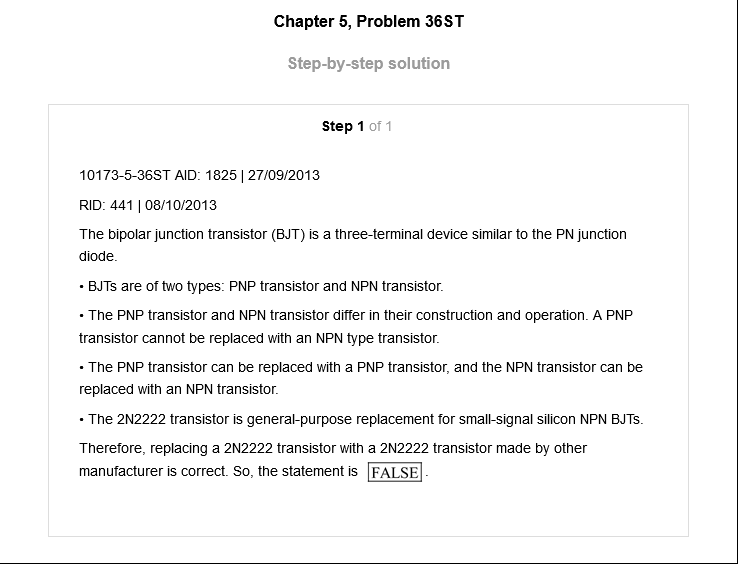 Chapter 5, Problem 36ST
Step-by-step solution
Step 1 of 1
10173-5-36ST AID: 1825 | 27/09/2013
RID: 441 | 08/10/2013
The bipolar junction transistor (BJT) is a three-terminal device similar to the PN junction
diode.
• BJTs are of two types: PNP transistor and NPN transistor.
• The PNP transistor and NPN transistor differ in their construction and operation. A PNP
transistor cannot be replaced with an NPN type transistor.
• The PNP transistor can be replaced with a PNP transistor, and the NPN transistor can be
replaced with an NPN transistor.
• The 2N2222 transistor is general-purpose replacement for small-signal silicon NPN BJTs.
Therefore, replacing a 2N2222 transistor with a 2N2222 transistor made by other
manufacturer is correct. So, the statement is FALSE.